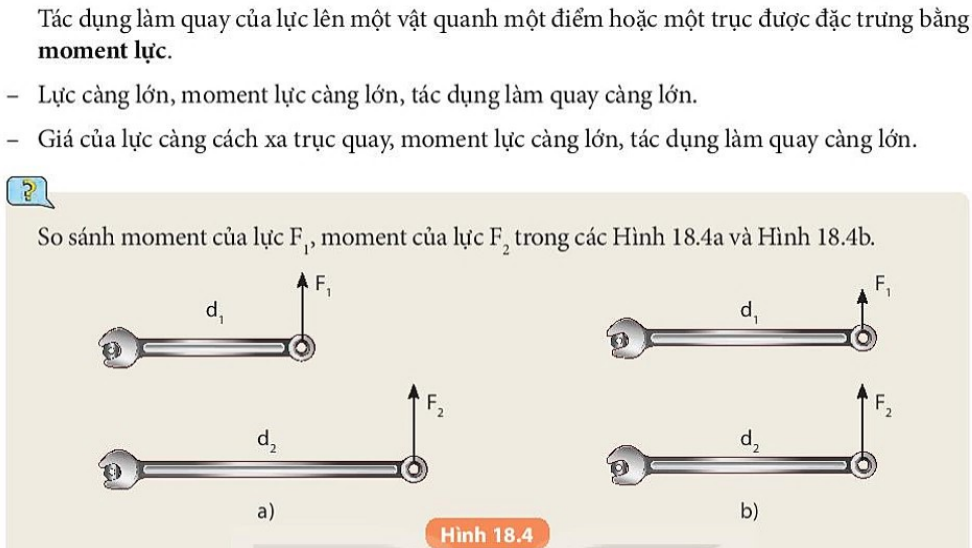 Tác dụng làm quay của lực lên một vật quanh một điểm hoặc một trục được đặc trưng bằng
moment lực.
– Lực càng lớn, moment lực càng lớn, tác dụng làm quay càng lớn.
– Giá của lực càng cách xa trục quay, moment lực càng lớn, tác dụng làm quay càng lớn.
?
So sánh moment của lực F₁, moment của lực F₂ trong các Hình 18.4a và Hình 18.4b.
d₁ F₁
d₂ F₂
a)
d₁ F₁
d₂ F₂
b)
Hình 18.4